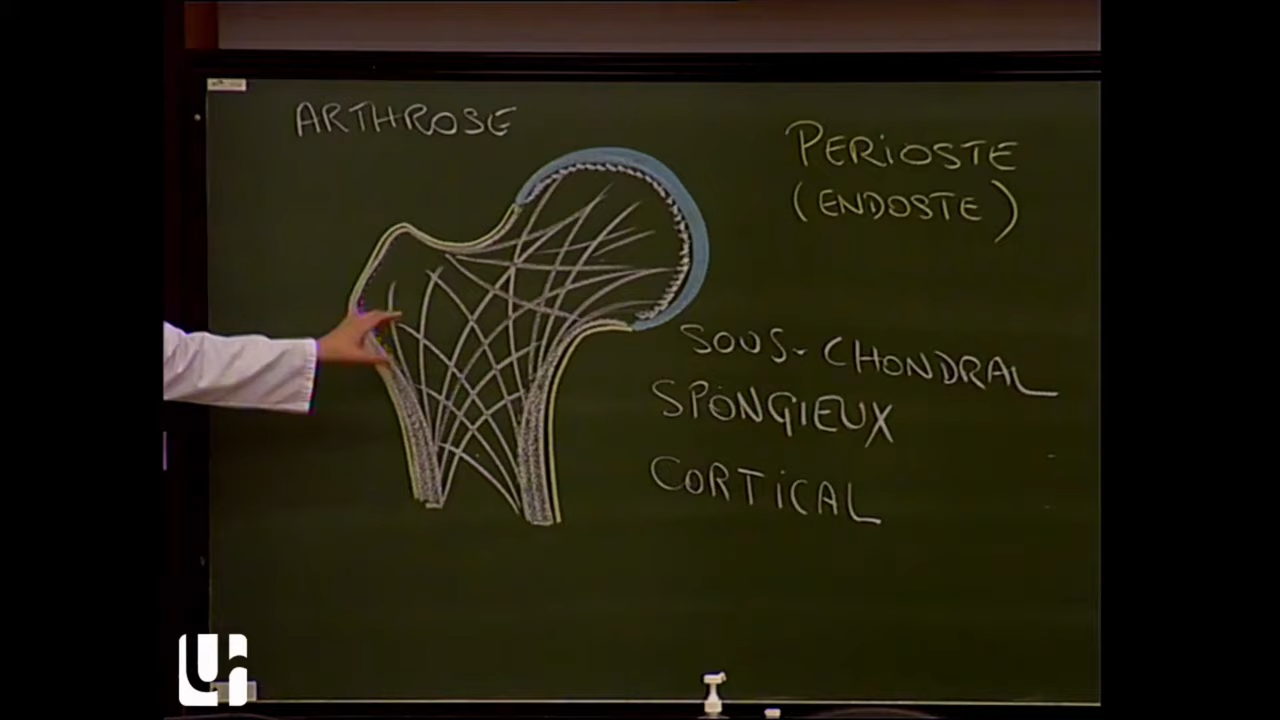 ARTHROSE
PERIOSTE
(ENDOSTE)
SOUS-CHONDRAL
SPONGIEUX
CORTICAL